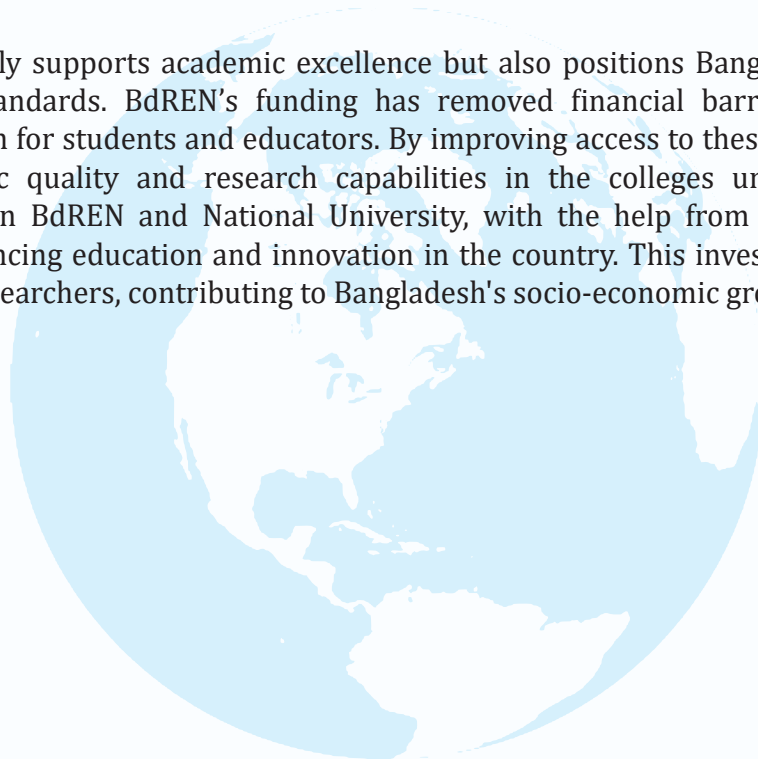 ly supports academic excellence but also positions Bang
andards. BdREN’s funding has removed financial barr
n for students and educators. By improving access to thes
c quality and research capabilities in the colleges un
n BdREN and National University, with the help from
ncing education and innovation in the country. This inves
earchers, contributing to Bangladesh's socio-economic gro